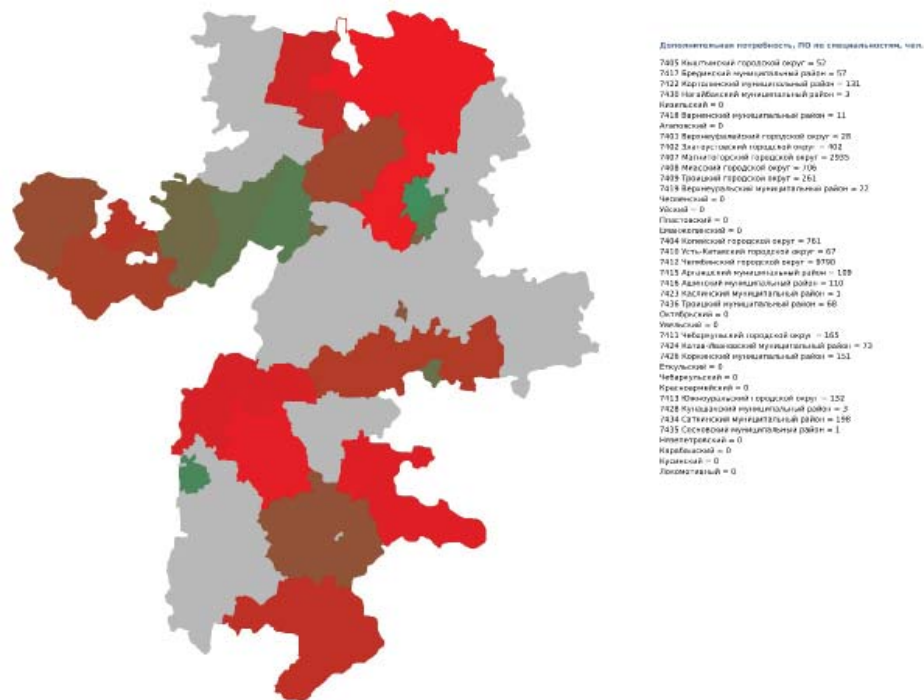 Дополнительная потребность, ПО по специальностям, чел.
7405 Кыштымский городской округ = 52
7417 Брединский муниципальный район = 57
7422 Карталинский муниципальный район = 131
7430 Нагайбакский муниципальный район = 3
Кизильский = 0
7418 Варненский муниципальный район = 11
Агаповский = 0
7401 Верхнеуфалейский городской округ = 28
7402 Златоустовский городской округ = 402
7407 Магнитогорский городской округ = 2935
7408 Миасский городской округ = 706
7409 Троицкий городской округ = 261
7419 Верхнеуральский муниципальный район = 22
Чесменский = 0
Уйский = 0
Пластовский = 0
Еманжелинский = 0
7404 Копейский городской округ = 761
7410 Усть-Катавский городской округ = 67
7412 Челябинский городской округ = 9790
7415 Аргаяшский муниципальный район = 109
7416 Ашинский муниципальный район = 110
7423 Каслинский муниципальный район = 1
7436 Троицкий муниципальный район = 68
Октябрьский = 0
Увельский = 0
7411 Чебаркульский городской округ = 165
7424 Катав-Ивановский муниципальный район = 73
7426 Коркинский муниципальный район = 151
Еткульский = 0
Чебаркульский = 0
Красноармейский = 0
7413 Южноуральский городской округ = 132
7428 Кунашакский муниципальный район = 3
7434 Саткинский муниципальный район = 198
7435 Сосновский муниципальный район = 1
Нязепетровский = 0
Карабашский = 0
Кусинский = 0
Локомотивный = 0